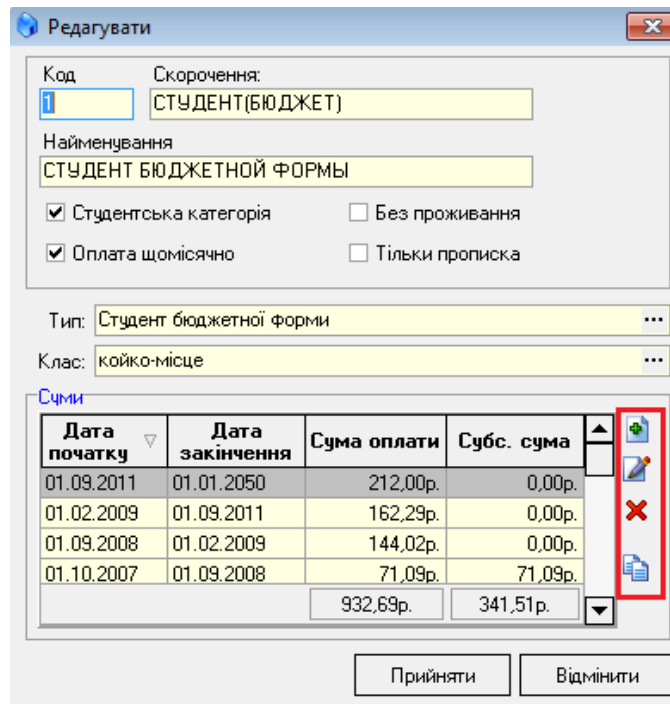 Редагувати
Код Скорочення:
1 СТУДЕНТ(БЮДЖЕТ)
Найменування
СТУДЕНТ БЮДЖЕТНОЙ ФОРМЫ
Студентська категорія Без проживання
Оплата щомісячно Тільки прописка
Тип: Студент бюджетної форми ...
Клас: койко-місце ...
Суми
Дата початку Дата закінчення Сума оплати Субс. сума
01.09.2011 01.01.2050 212,00р. 0,00р.
01.02.2009 01.09.2011 162,29р. 0,00р.
01.09.2008 01.02.2009 144,02р. 0,00р.
01.10.2007 01.09.2008 71,09р. 71,09р.
932,69р. 341,51р.
Прийняти Відмінити